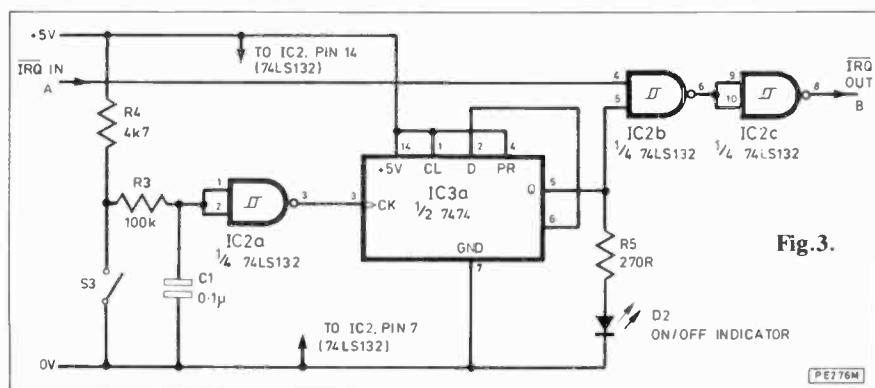 +5V
TO IC2, PIN 14
(74LS132)
IRQ IN
A
R4
4k7
R3
100k
1
2
3
IC2a
1/4 74LS132
S3
C1
0·1µ
14
1
2
4
+5V
CL
D
PR
3
CK
IC3a
1/2 7474
Q
5
6
GND
7
4
5
6
IC2b
1/4 74LS132
9
10
8
IC2c
1/4 74LS132
IRQ
OUT
B
R5
270R
Fig.3.
D2
ON/OFF INDICATOR
TO IC2, PIN 7
(74LS132)
0V
PE276M